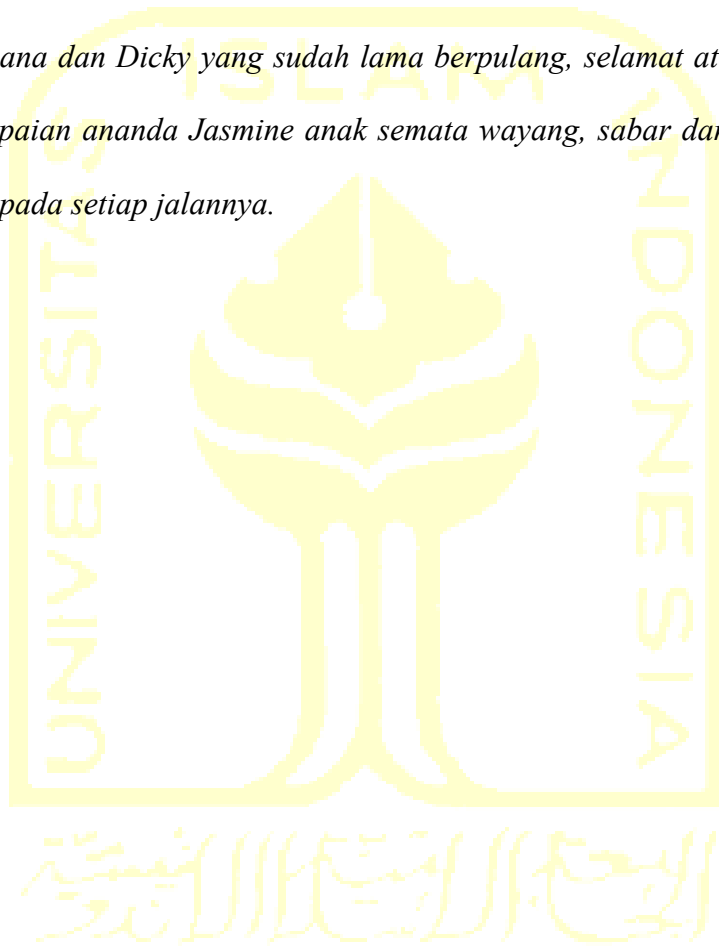 ana dan Dicky yang sudah lama berpulang, selamat at
paian ananda Jasmine anak semata wayang, sabar dar
pada setiap jalannya.
UNIVERSITAS
ISLAM
INDONESIA